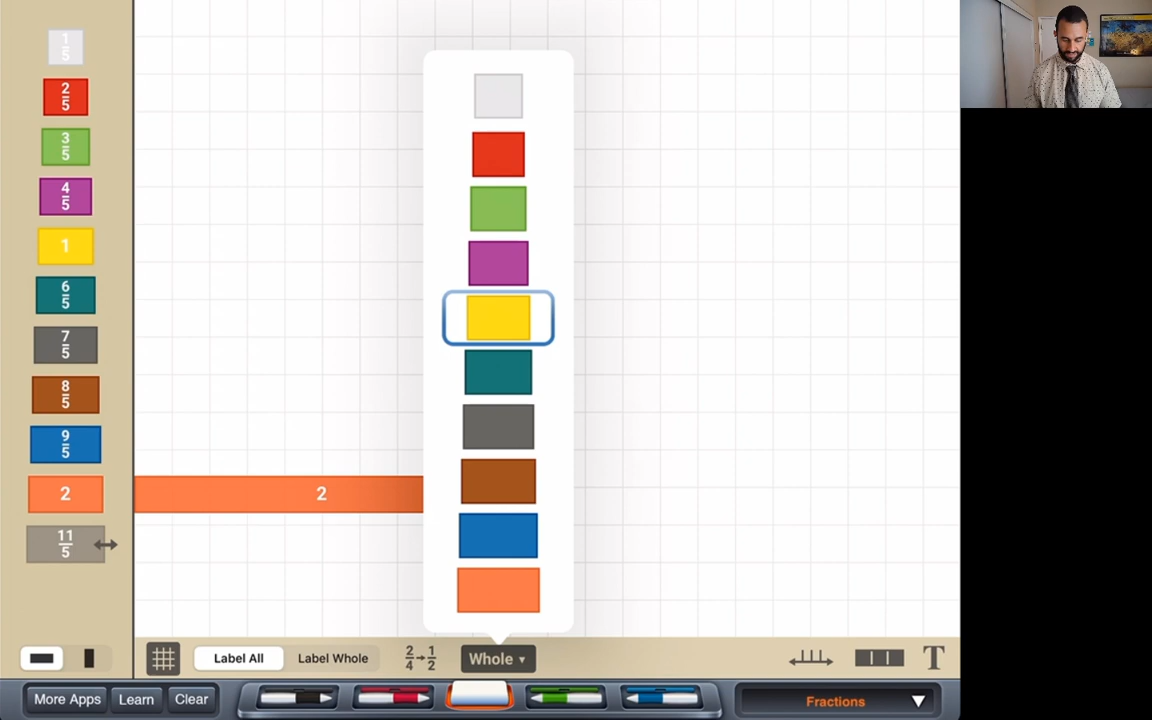 1/5
2/5
3/5
4/5
1
6/5
7/5
8/5
9/5
2
11/5
2
Label All
Label Whole
2/4→1/2
Whole ▾
T
More Apps
Learn
Clear
Fractions ▼